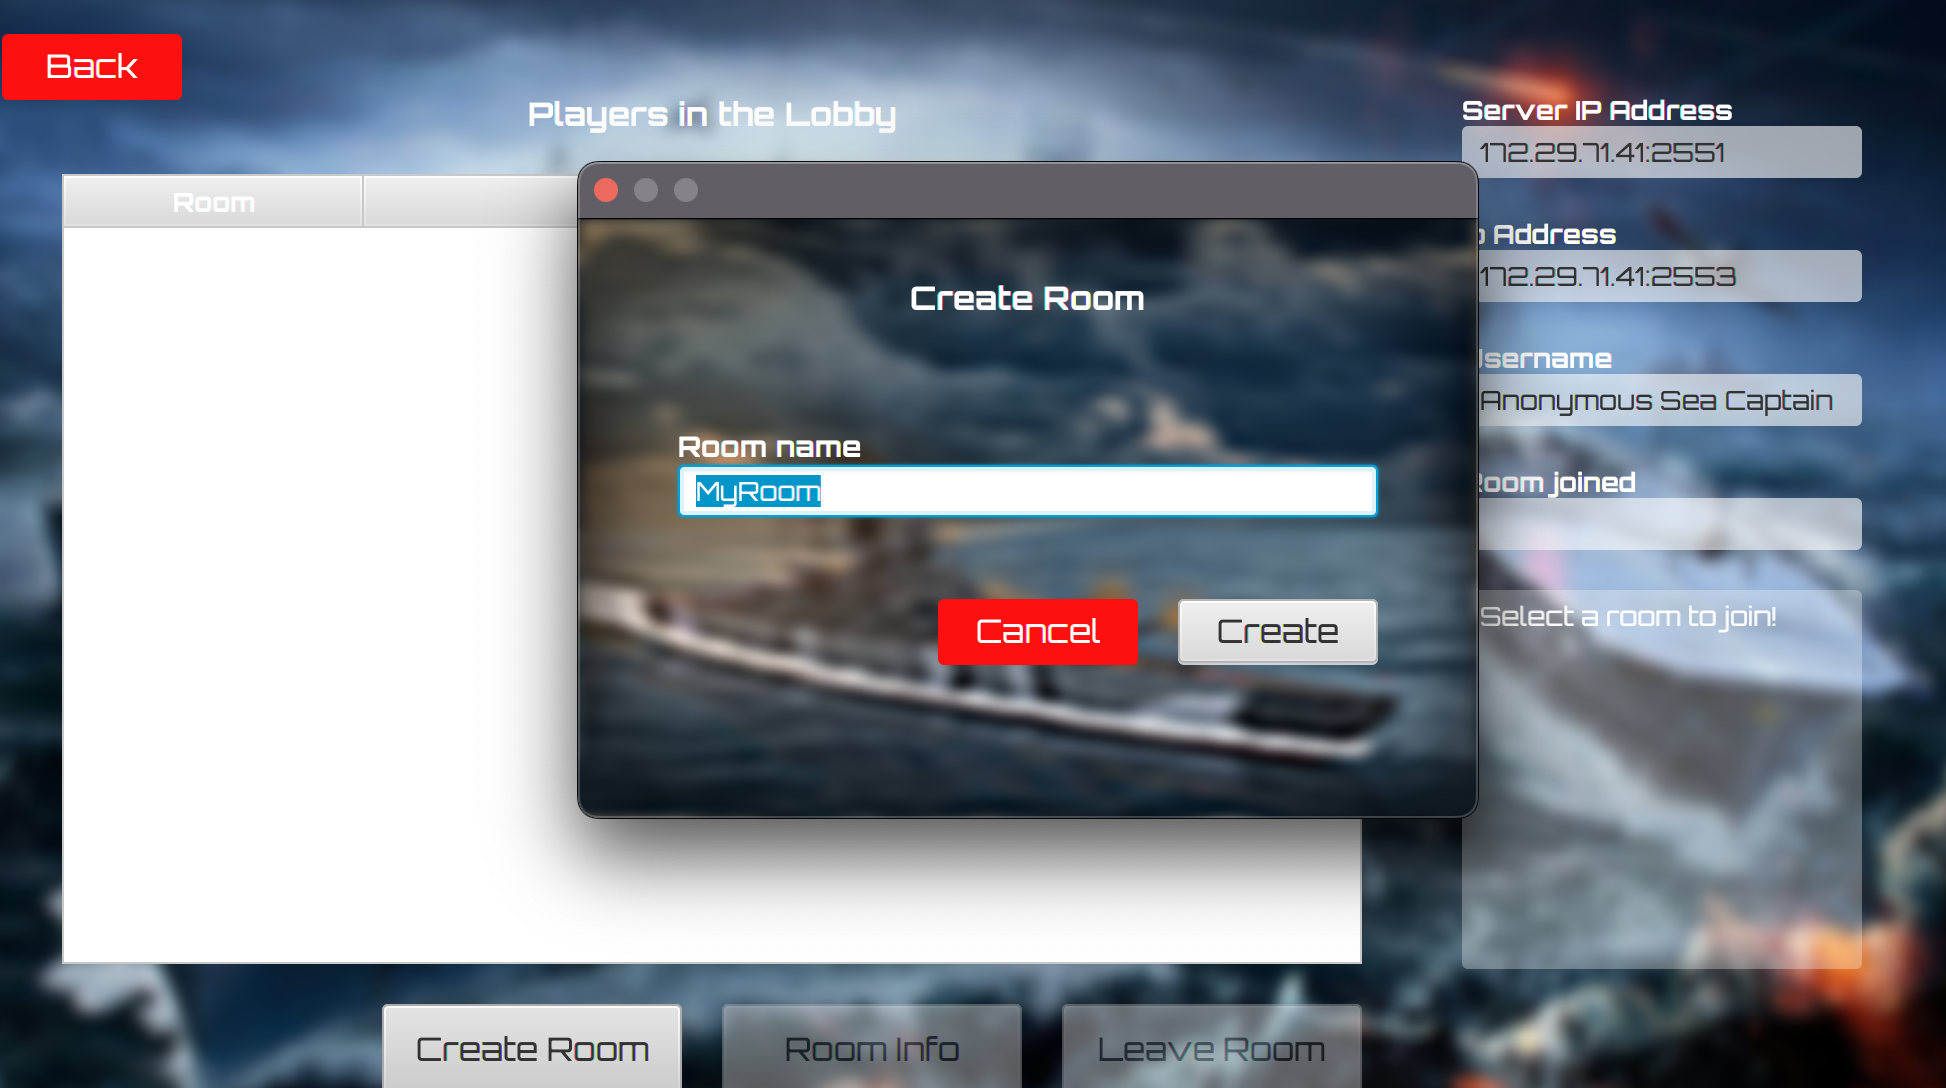 Back
Players in the Lobby
Room
Create Room
Room name
MyRoom
Cancel
Create
Server IP Address
172.29.71.41:2551
Address
172.29.71.41:2553
Username
Anonymous Sea Captain
Room joined
Select a room to join!
Create Room
Room Info
Leave Room